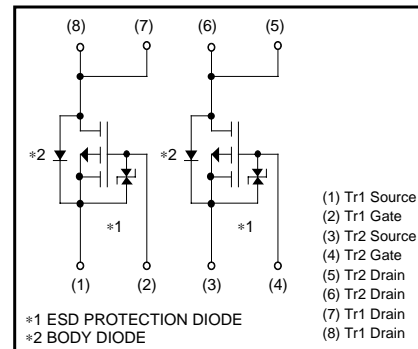 (8) (7) (6) (5)
∗2 ∗2
∗1 ∗1
(1) (2) (3) (4)
∗1 ESD PROTECTION DIODE
∗2 BODY DIODE
(1) Tr1 Source
(2) Tr1 Gate
(3) Tr2 Source
(4) Tr2 Gate
(5) Tr2 Drain
(6) Tr2 Drain
(7) Tr1 Drain
(8) Tr1 Drain